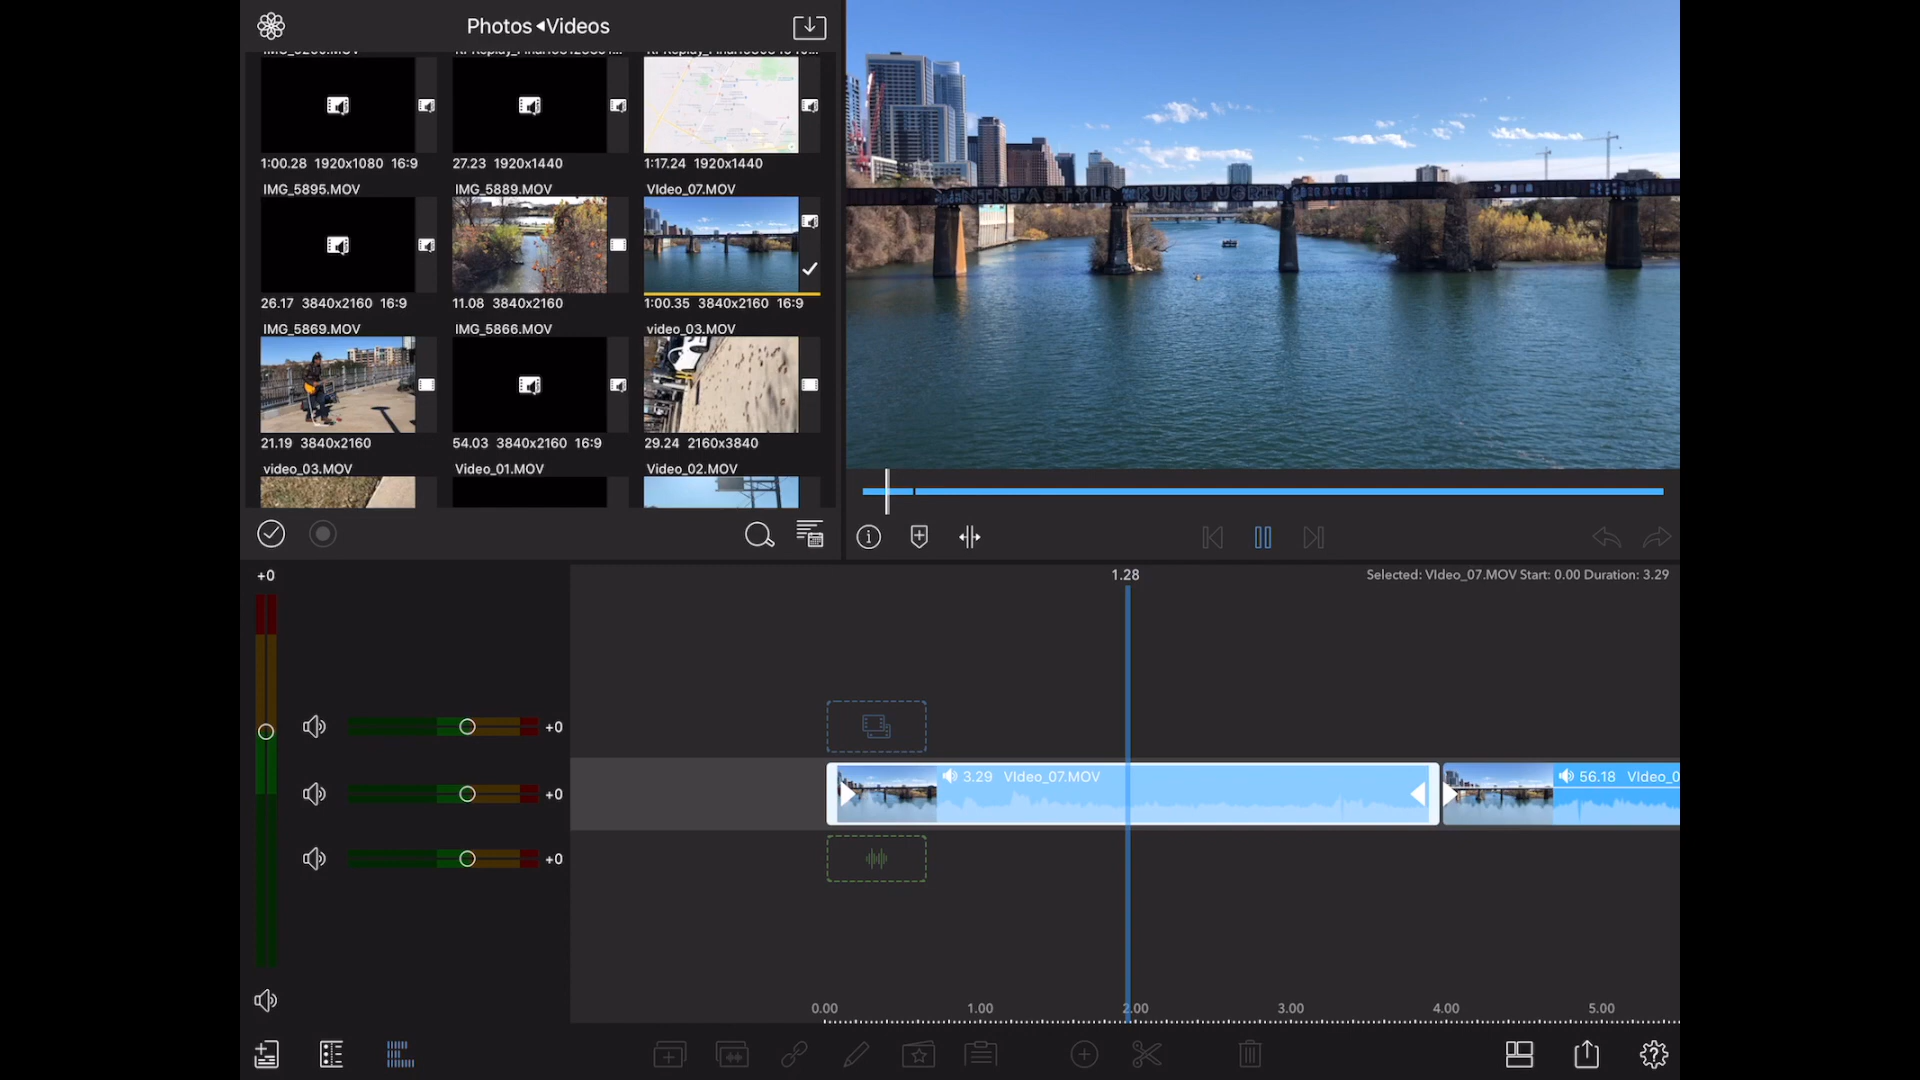 Photos Videos
1:00.28 1920x1080 16:9
27.23 1920x1440
1:17.24 1920x1440
IMG_5895.MOV
IMG_5889.MOV
VIdeo_07.MOV
26.17 3840x2160 16:9
11.08 3840x2160
1:00.35 3840x2160 16:9
IMG_5869.MOV
IMG_5866.MOV
video_03.MOV
21.19 3840x2160
54.03 3840x2160 16:9
29.24 2160x3840
video_03.MOV
Video_01.MOV
Video_02.MOV
+0
1.28
Selected: VIdeo_07.MOV Start: 0.00 Duration: 3.29
+0
3.29 VIdeo_07.MOV
56.18
+0
+0
0.00 1.00 2.00 3.00 4.00 5.00